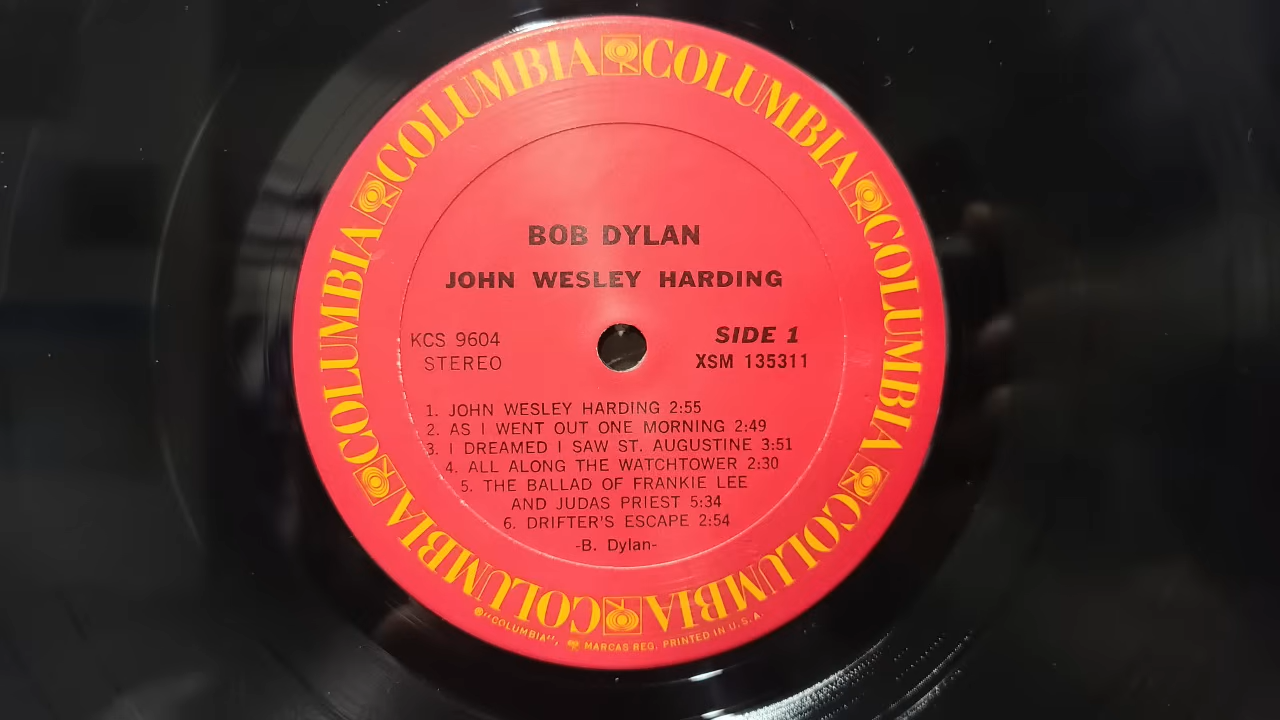 COLUMBIA COLUMBIA COLUMBIA COLUMBIA COLUMBIA COLUMBIA COLUMBIA COLUMBIA
BOB DYLAN
JOHN WESLEY HARDING
KCS 9604
STEREO
SIDE 1
XSM 135311
1. JOHN WESLEY HARDING 2:55
2. AS I WENT OUT ONE MORNING 2:49
3. I DREAMED I SAW ST. AUGUSTINE 3:51
4. ALL ALONG THE WATCHTOWER 2:30
5. THE BALLAD OF FRANKIE LEE
AND JUDAS PRIEST 5:34
6. DRIFTER'S ESCAPE 2:54
-B. Dylan-
"COLUMBIA", MARCAS REG. PRINTED IN U.S.A.